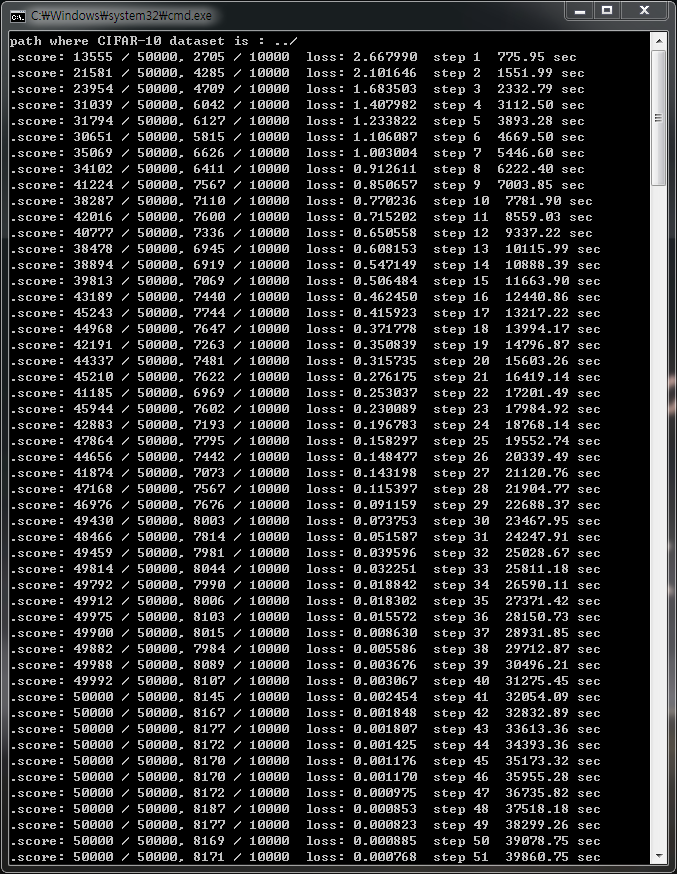 C:₩Windows₩system32₩cmd.exe
path where CIFAR-10 dataset is : ../
.score: 13555 / 50000, 2705 / 10000  loss: 2.667990  step 1  775.95 sec
.score: 21581 / 50000, 4285 / 10000  loss: 2.101646  step 2  1551.99 sec
.score: 23954 / 50000, 4709 / 10000  loss: 1.683503  step 3  2332.79 sec
.score: 31039 / 50000, 6042 / 10000  loss: 1.407982  step 4  3112.50 sec
.score: 31794 / 50000, 6127 / 10000  loss: 1.233822  step 5  3893.28 sec
.score: 30651 / 50000, 5815 / 10000  loss: 1.106087  step 6  4669.50 sec
.score: 35069 / 50000, 6626 / 10000  loss: 1.003004  step 7  5446.60 sec
.score: 34102 / 50000, 6411 / 10000  loss: 0.912611  step 8  6222.40 sec
.score: 41224 / 50000, 7567 / 10000  loss: 0.850657  step 9  7003.85 sec
.score: 38287 / 50000, 7110 / 10000  loss: 0.770236  step 10  7781.90 sec
.score: 42016 / 50000, 7600 / 10000  loss: 0.715202  step 11  8559.03 sec
.score: 40777 / 50000, 7336 / 10000  loss: 0.650558  step 12  9337.22 sec
.score: 38478 / 50000, 6945 / 10000  loss: 0.608153  step 13  10115.99 sec
.score: 38894 / 50000, 6919 / 10000  loss: 0.547149  step 14  10888.39 sec
.score: 39813 / 50000, 7069 / 10000  loss: 0.506484  step 15  11663.90 sec
.score: 43189 / 50000, 7440 / 10000  loss: 0.462450  step 16  12440.86 sec
.score: 45243 / 50000, 7744 / 10000  loss: 0.415923  step 17  13217.22 sec
.score: 44968 / 50000, 7647 / 10000  loss: 0.371778  step 18  13994.17 sec
.score: 42191 / 50000, 7263 / 10000  loss: 0.350839  step 19  14796.87 sec
.score: 44337 / 50000, 7481 / 10000  loss: 0.315735  step 20  15603.26 sec
.score: 45210 / 50000, 7622 / 10000  loss: 0.276175  step 21  16419.14 sec
.score: 41185 / 50000, 6969 / 10000  loss: 0.253037  step 22  17201.49 sec
.score: 45944 / 50000, 7602 / 10000  loss: 0.230089  step 23  17984.92 sec
.score: 42883 / 50000, 7193 / 10000  loss: 0.196783  step 24  18768.14 sec
.score: 47864 / 50000, 7795 / 10000  loss: 0.158297  step 25  19552.74 sec
.score: 44656 / 50000, 7442 / 10000  loss: 0.148477  step 26  20339.49 sec
.score: 41874 / 50000, 7073 / 10000  loss: 0.143198  step 27  21120.76 sec
.score: 47168 / 50000, 7567 / 10000  loss: 0.115397  step 28  21904.77 sec
.score: 46976 / 50000, 7676 / 10000  loss: 0.091159  step 29  22688.37 sec
.score: 49430 / 50000, 8003 / 10000  loss: 0.073753  step 30  23467.95 sec
.score: 48466 / 50000, 7814 / 10000  loss: 0.051587  step 31  24247.91 sec
.score: 49459 / 50000, 7981 / 10000  loss: 0.039596  step 32  25028.67 sec
.score: 49814 / 50000, 8044 / 10000  loss: 0.032251  step 33  25811.18 sec
.score: 49792 / 50000, 7990 / 10000  loss: 0.018842  step 34  26590.11 sec
.score: 49912 / 50000, 8006 / 10000  loss: 0.018302  step 35  27371.42 sec
.score: 49975 / 50000, 8103 / 10000  loss: 0.015572  step 36  28150.73 sec
.score: 49900 / 50000, 8015 / 10000  loss: 0.008630  step 37  28931.85 sec
.score: 49882 / 50000, 7984 / 10000  loss: 0.005586  step 38  29712.87 sec
.score: 49988 / 50000, 8089 / 10000  loss: 0.003676  step 39  30496.21 sec
.score: 49992 / 50000, 8107 / 10000  loss: 0.003067  step 40  31275.45 sec
.score: 50000 / 50000, 8145 / 10000  loss: 0.002454  step 41  32054.09 sec
.score: 50000 / 50000, 8167 / 10000  loss: 0.001848  step 42  32832.89 sec
.score: 50000 / 50000, 8177 / 10000  loss: 0.001807  step 43  33613.36 sec
.score: 50000 / 50000, 8172 / 10000  loss: 0.001425  step 44  34393.36 sec
.score: 50000 / 50000, 8170 / 10000  loss: 0.001176  step 45  35173.32 sec
.score: 50000 / 50000, 8170 / 10000  loss: 0.001170  step 46  35955.28 sec
.score: 50000 / 50000, 8172 / 10000  loss: 0.000975  step 47  36735.82 sec
.score: 50000 / 50000, 8187 / 10000  loss: 0.000853  step 48  37518.18 sec
.score: 50000 / 50000, 8177 / 10000  loss: 0.000823  step 49  38299.26 sec
.score: 50000 / 50000, 8169 / 10000  loss: 0.000885  step 50  39078.75 sec
.score: 50000 / 50000, 8171 / 10000  loss: 0.000768  step 51  39860.75 sec